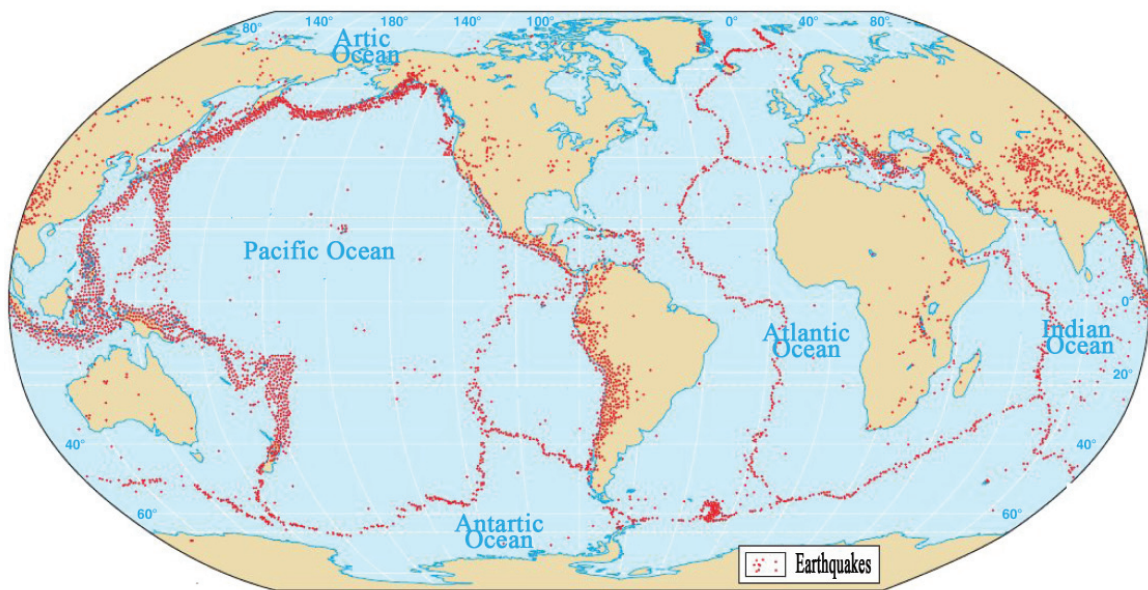 80° 140° 180° 140° 100° 0° 40° 80°
Artic
Ocean
Pacific Ocean
0°
Atlantic
Ocean
Indian
Ocean
20°
40° 40°
60° 60°
Antartic
Ocean
Earthquakes